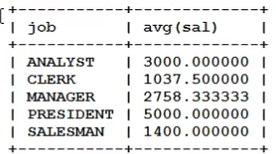 +-----------+-------------+
| job | avg(sal) |
+-----------+-------------+
| ANALYST | 3000.000000 |
| CLERK | 1037.500000 |
| MANAGER | 2758.333333 |
| PRESIDENT | 5000.000000 |
| SALESMAN | 1400.000000 |
+-----------+-------------+